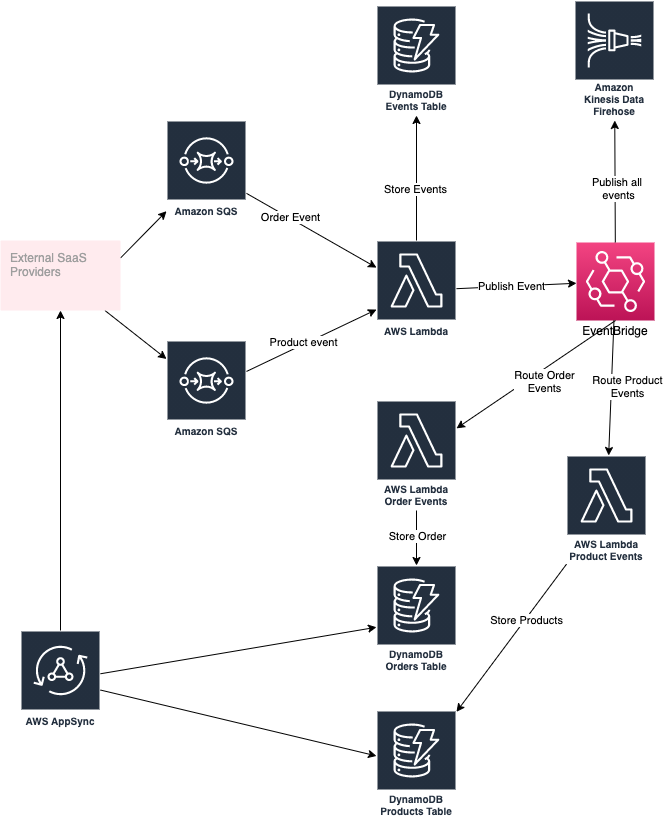 DynamoDB
Events Table
Amazon
Kinesis Data
Firehose
Amazon SQS
Store Events
Publish all
events
Order Event
External SaaS
Providers
AWS Lambda
Publish Event
EventBridge
Product event
Amazon SQS
Route Order
Events
Route Product
Events
AWS Lambda
Order Events
Store Order
AWS Lambda
Product Events
DynamoDB
Orders Table
Store Products
AWS AppSync
DynamoDB
Products Table